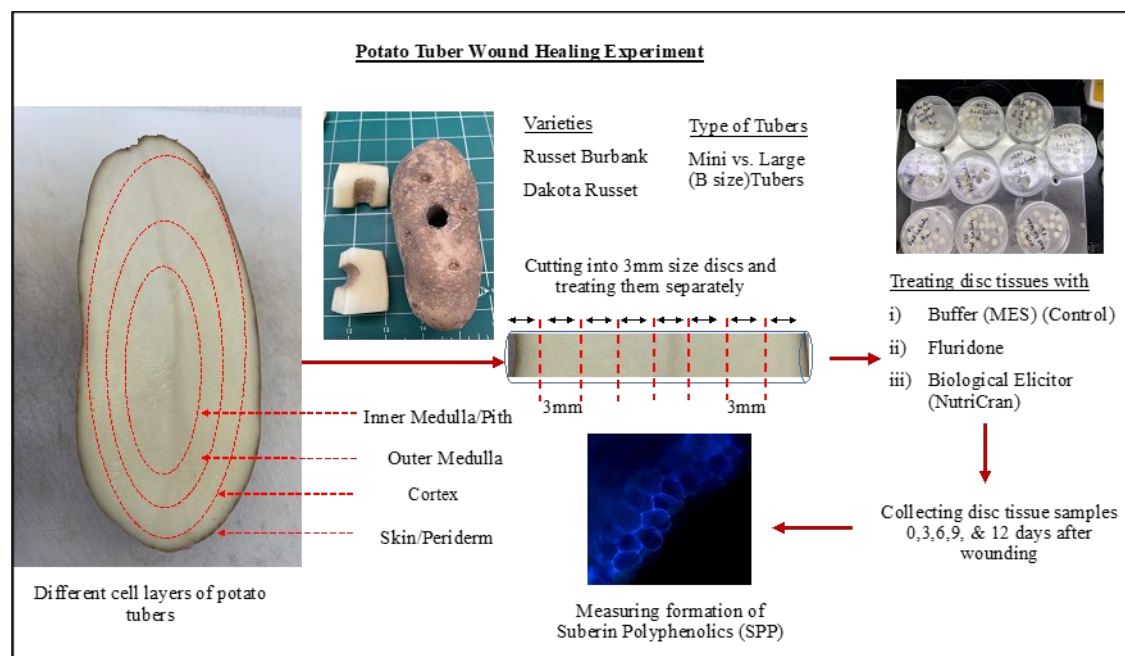 Potato Tuber Wound Healing Experiment
Varieties
Russet Burbank
Dakota Russet
Type of Tubers
Mini vs. Large
(B size)Tubers
Cutting into 3mm size discs and
treating them separately
3mm
3mm
Treating disc tissues with
i) Buffer (MES) (Control)
ii) Fluridone
iii) Biological Elicitor
(NutriCran)
Inner Medulla/Pith
Outer Medulla
Cortex
Skin/Periderm
Different cell layers of potato
tubers
Collecting disc tissue samples
0,3,6,9, & 12 days after
wounding
Measuring formation of
Suberin Polyphenolics (SPP)
12
13